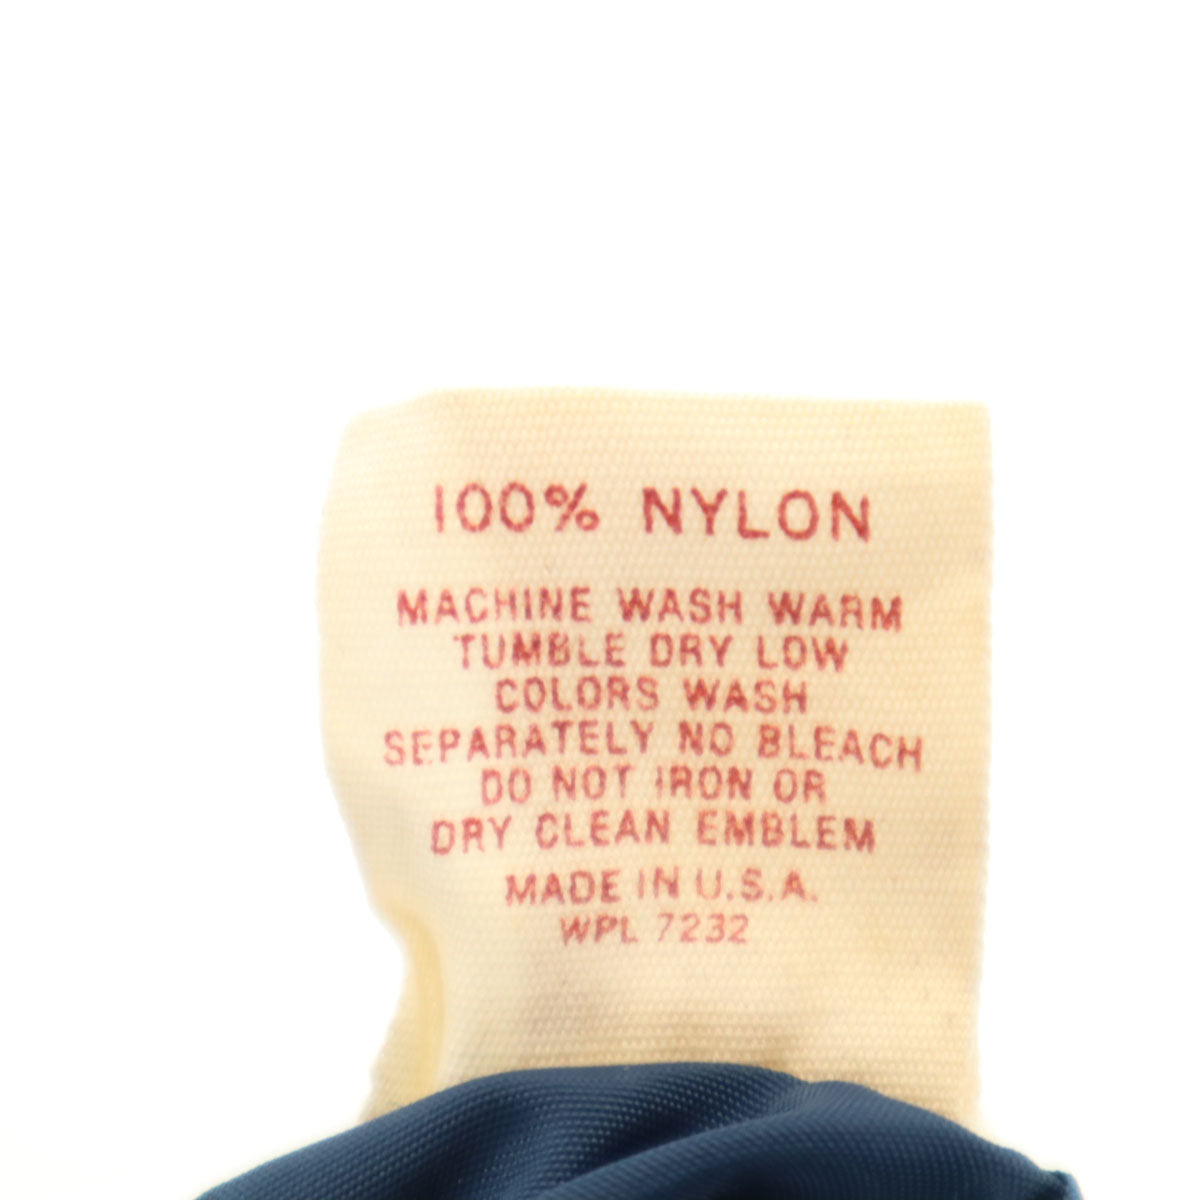 100% NYLON
MACHINE WASH WARM
TUMBLE DRY LOW
COLORS WASH
SEPARATELY NO BLEACH
DO NOT IRON OR
DRY CLEAN EMBLEM
MADE IN U.S.A.
WPL 7232